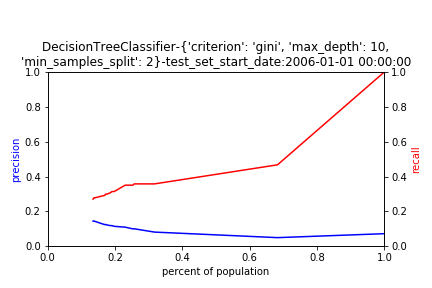 DecisionTreeClassifier-{'criterion': 'gini', 'max_depth': 10,
'min_samples_split': 2}-test_set_start_date:2006-01-01 00:00:00
1.0
1.0
0.8
0.8
0.6
0.6
precision
recall
0.4
0.4
0.2
0.2
0.0
0.0
0.0 0.2 0.4 0.6 0.8 1.0
percent of population